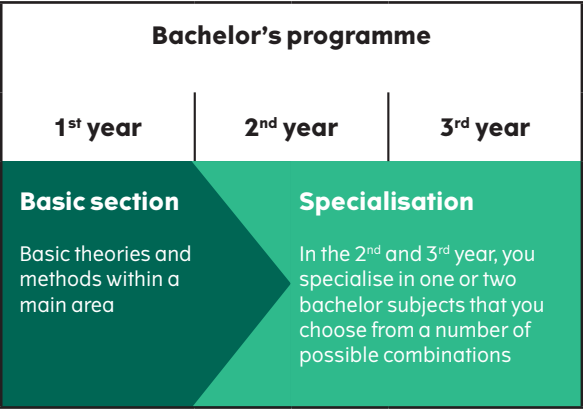 Bachelor's programme
1st year
2nd year
3rd year
Basic section
Basic theories and
methods within a
main area
Specialisation
In the 2nd and 3rd year, you
specialise in one or two
bachelor subjects that you
choose from a number of
possible combinations